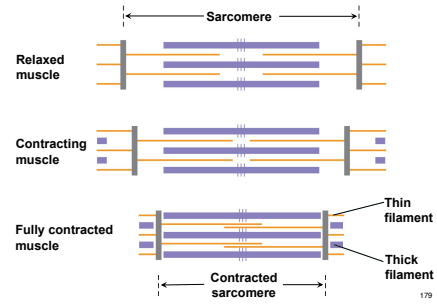 Sarcomere
Relaxed
muscle
Contracting
muscle
Thin
filament
Fully contracted
muscle
Thick
filament
Contracted
sarcomere
179